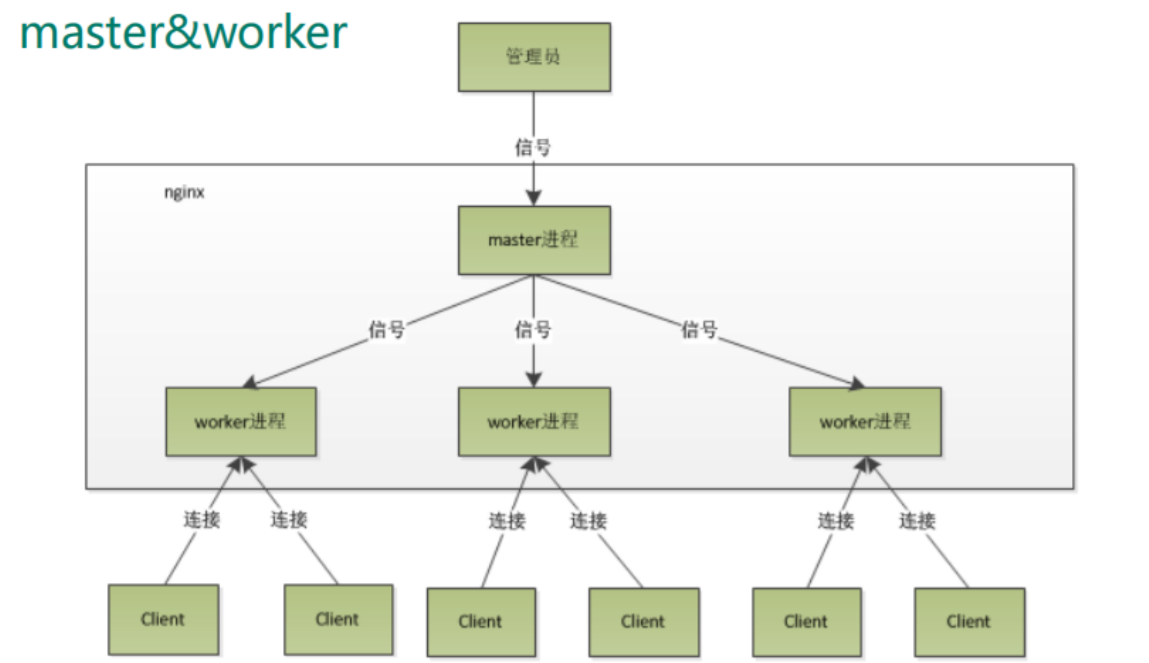 master&worker
管理员
信号
nginx
master进程
信号 信号 信号
worker进程 worker进程 worker进程
连接 连接 连接 连接 连接 连接
Client Client Client Client Client Client